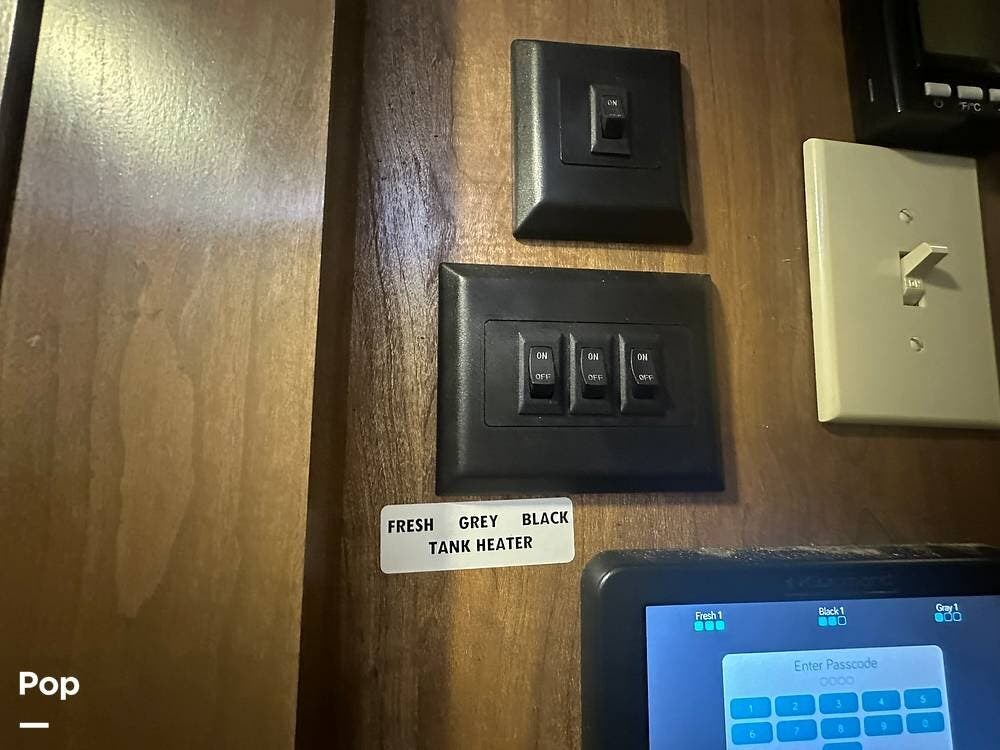 ON
°F/°C
ON
ON ON ON
OFF OFF OFF
FRESH GREY BLACK
TANK HEATER
Fresh 1 Black 1 Gray 1
Enter Passcode
1 2 3 4 5
6 7 8 9 0
Pop